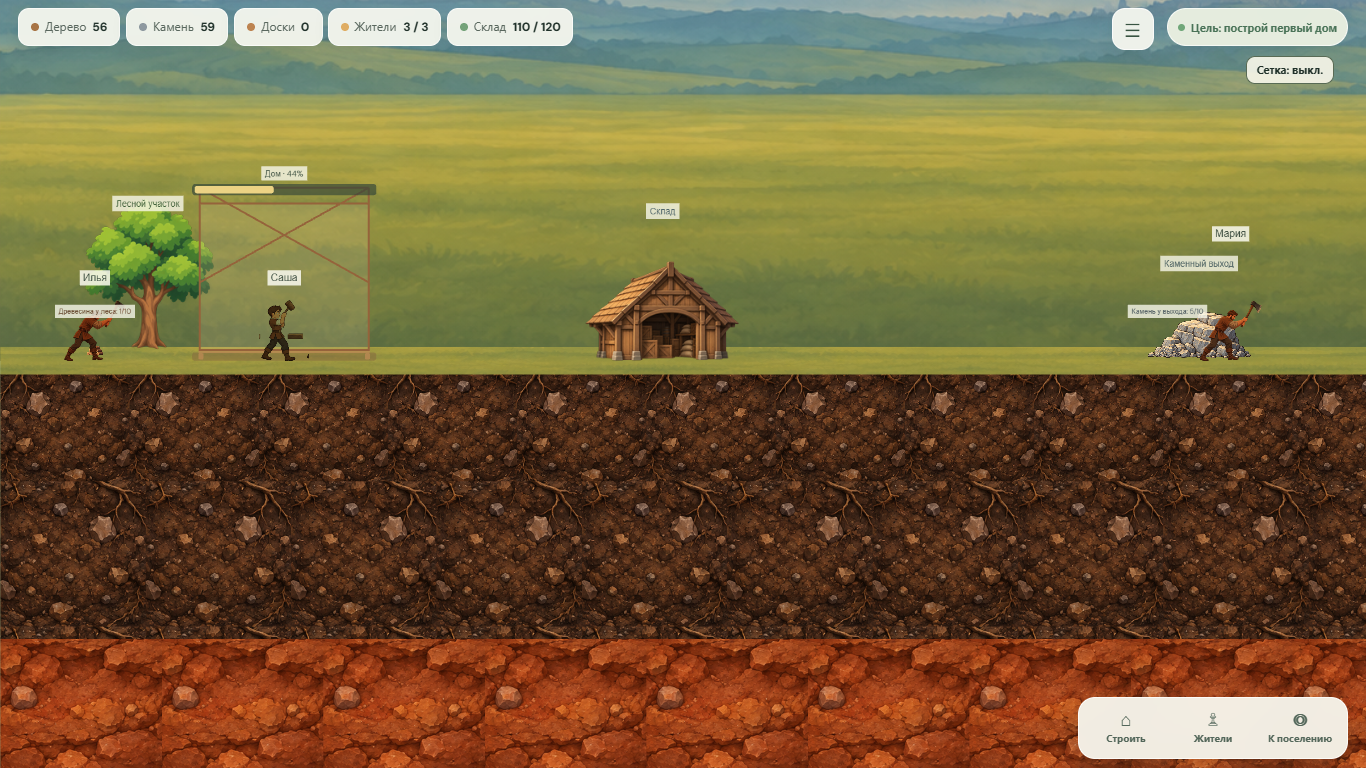 Дерево 56
Камень 59
Доски 0
Жители 3 / 3
Склад 110 / 120
Цель: построй первый дом
Сетка: выкл.
Дом · 44%
Лесной участок
Илья
Саша
Древесина у леса: 1/10
Склад
Мария
Каменный выход
Камень у выхода: 5/10
Строить
Жители
К поселению